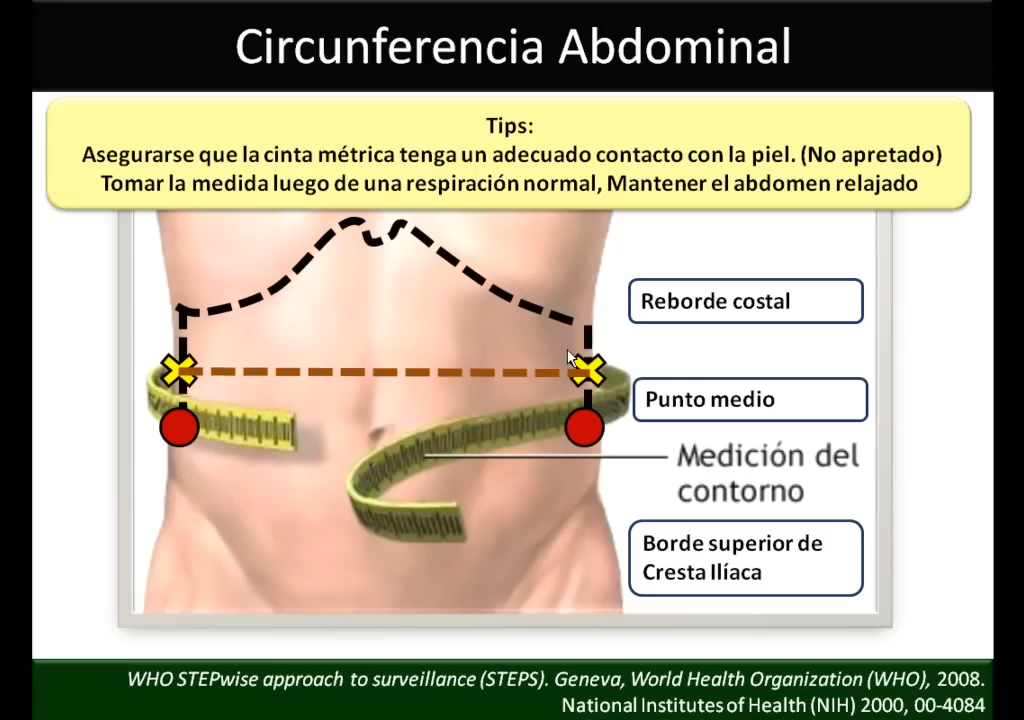 Circunferencia Abdominal
Tips:
Asegurarse que la cinta métrica tenga un adecuado contacto con la piel. (No apretado)
Tomar la medida luego de una respiración normal, Mantener el abdomen relajado
Reborde costal
Punto medio
Medición del
contorno
Borde superior de
Cresta Ilíaca
WHO STEPwise approach to surveillance (STEPS). Geneva, World Health Organization (WHO), 2008.
National Institutes of Health (NIH) 2000, 00-4084